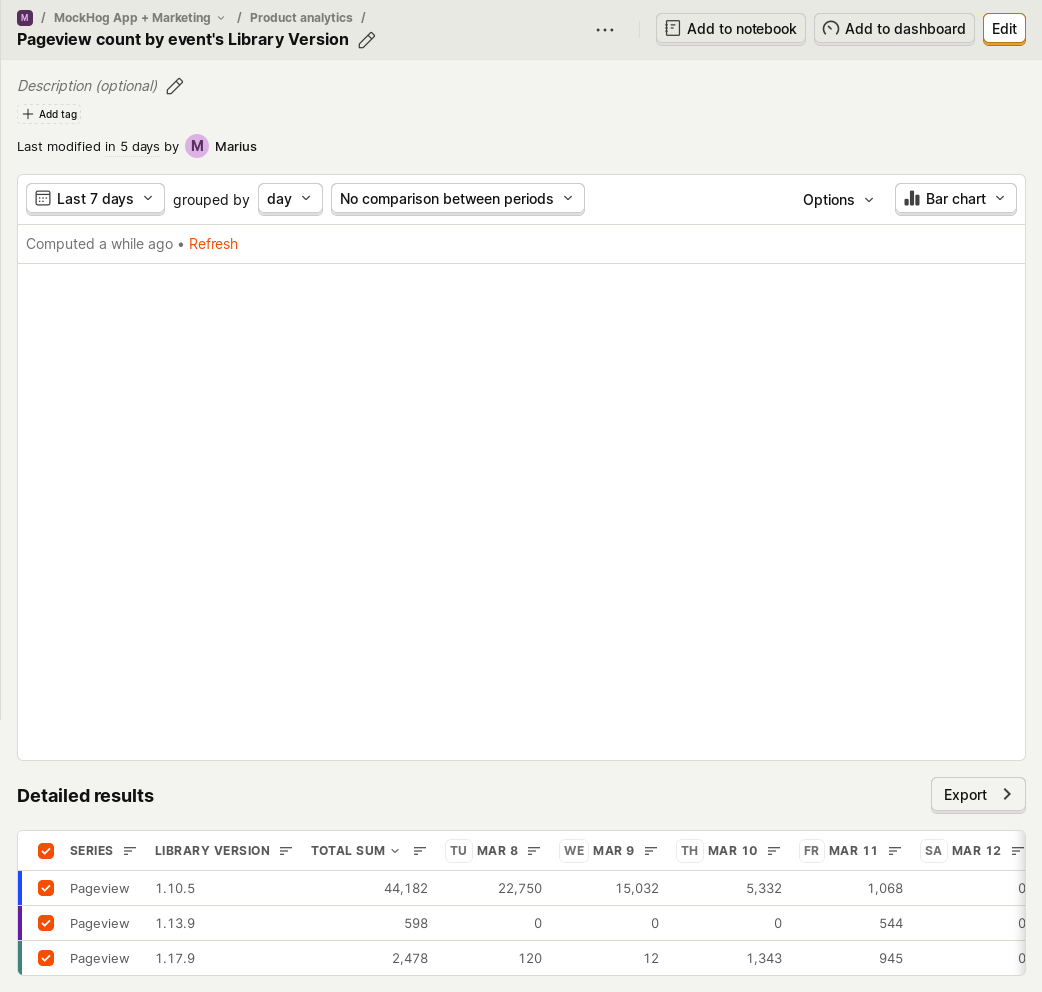 M / MockHog App + Marketing / Product analytics /
Pageview count by event's Library Version
Add to notebook
Add to dashboard
Edit
Description (optional)
Add tag
Last modified in 5 days by M Marius
Last 7 days grouped by day No comparison between periods Options Bar chart
Computed a while ago • Refresh
Detailed results
Export
SERIES LIBRARY VERSION TOTAL SUM TU MAR 8 WE MAR 9 TH MAR 10 FR MAR 11 SA MAR 12
Pageview 1.10.5 44,182 22,750 15,032 5,332 1,068 0
Pageview 1.13.9 598 0 0 0 544 0
Pageview 1.17.9 2,478 120 12 1,343 945 0